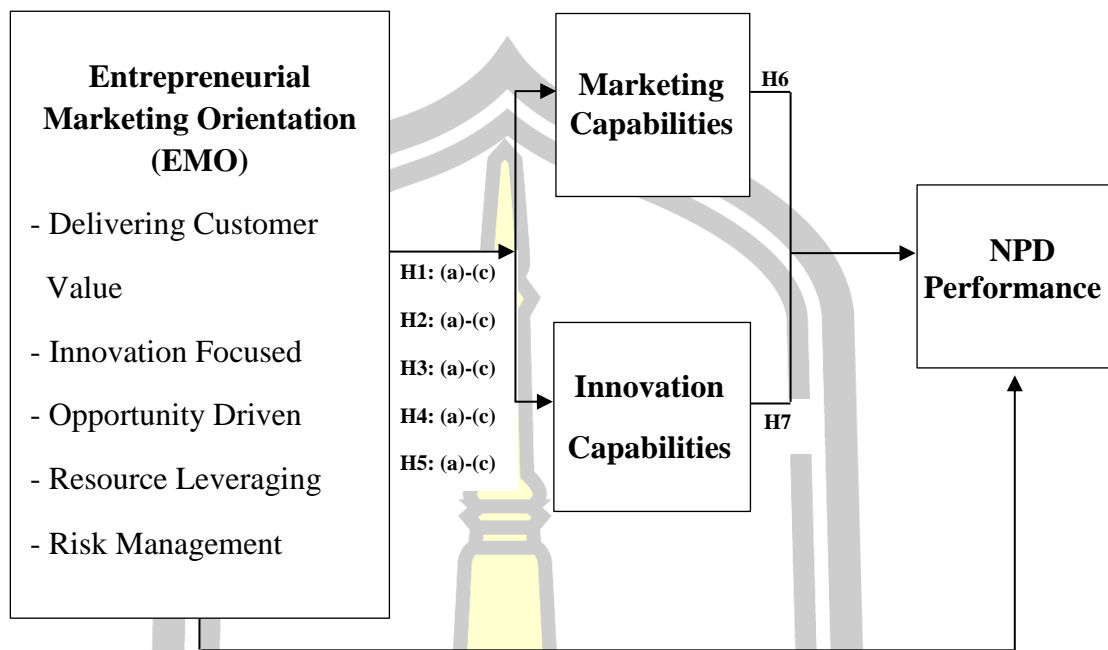 Entrepreneurial
Marketing Orientation
(EMO)
- Delivering Customer
Value
- Innovation Focused
- Opportunity Driven
- Resource Leveraging
- Risk Management
H1: (a)-(c)
H2: (a)-(c)
H3: (a)-(c)
H4: (a)-(c)
H5: (a)-(c)
Marketing
Capabilities
H6
Innovation
Capabilities
H7
NPD
Performance